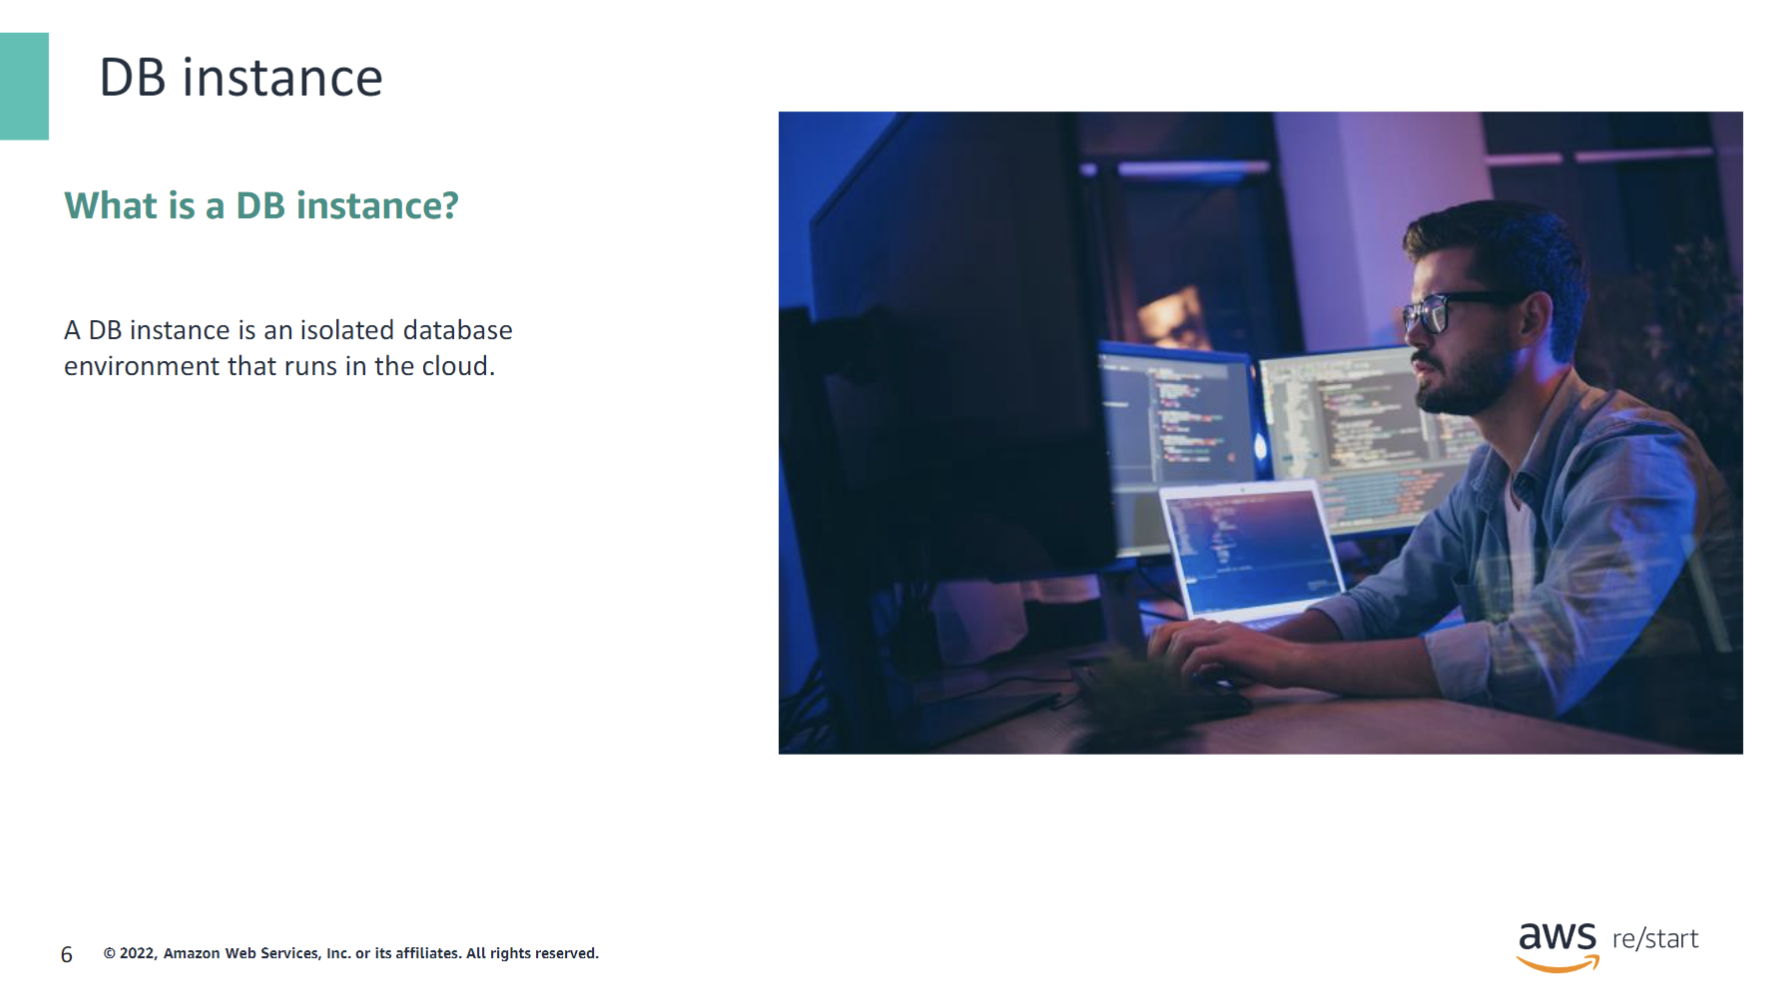 DB instance
What is a DB instance?
A DB instance is an isolated database
environment that runs in the cloud.
6
© 2022, Amazon Web Services, Inc. or its affiliates. All rights reserved.
aws re/start